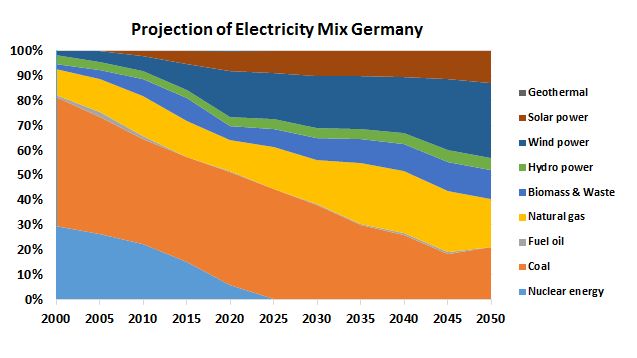 Projection of Electricity Mix Germany
100%
90%
80%
70%
60%
50%
40%
30%
20%
10%
0%
2000 2005 2010 2015 2020 2025 2030 2035 2040 2045 2050
Geothermal
Solar power
Wind power
Hydro power
Biomass & Waste
Natural gas
Fuel oil
Coal
Nuclear energy